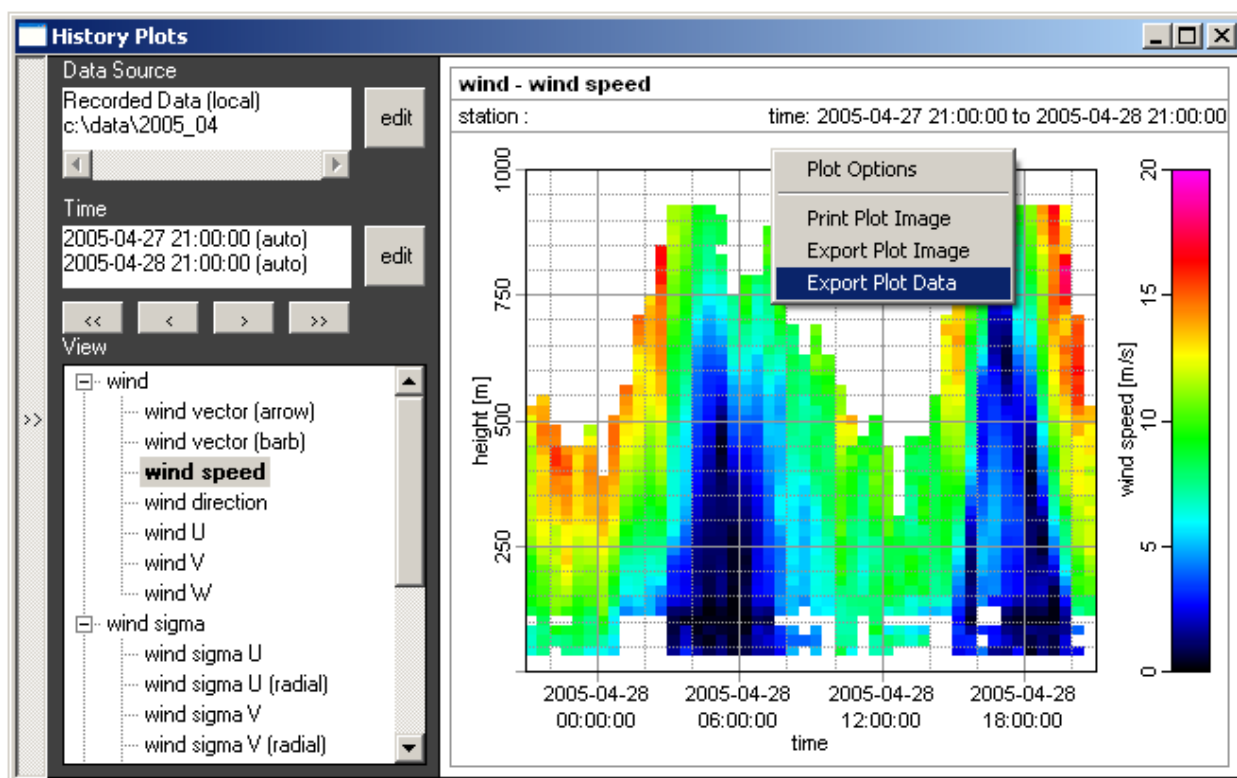 History Plots
Data Source
Recorded Data (local)
c:\data\2005_04
edit
Time
2005-04-27 21:00:00 (auto)
2005-04-28 21:00:00 (auto)
edit
<<
<
>
>>
View
>>
wind
wind vector (arrow)
wind vector (barb)
wind speed
wind direction
wind U
wind V
wind W
wind sigma
wind sigma U
wind sigma U (radial)
wind sigma V
wind sigma V (radial)
wind - wind speed
station :
time: 2005-04-27 21:00:00 to 2005-04-28 21:00:00
Plot Options
Print Plot Image
Export Plot Image
Export Plot Data
1000
750
500
250
height [m]
2005-04-28
00:00:00
2005-04-28
06:00:00
2005-04-28
12:00:00
2005-04-28
18:00:00
time
20
15
10
5
0
wind speed [m/s]